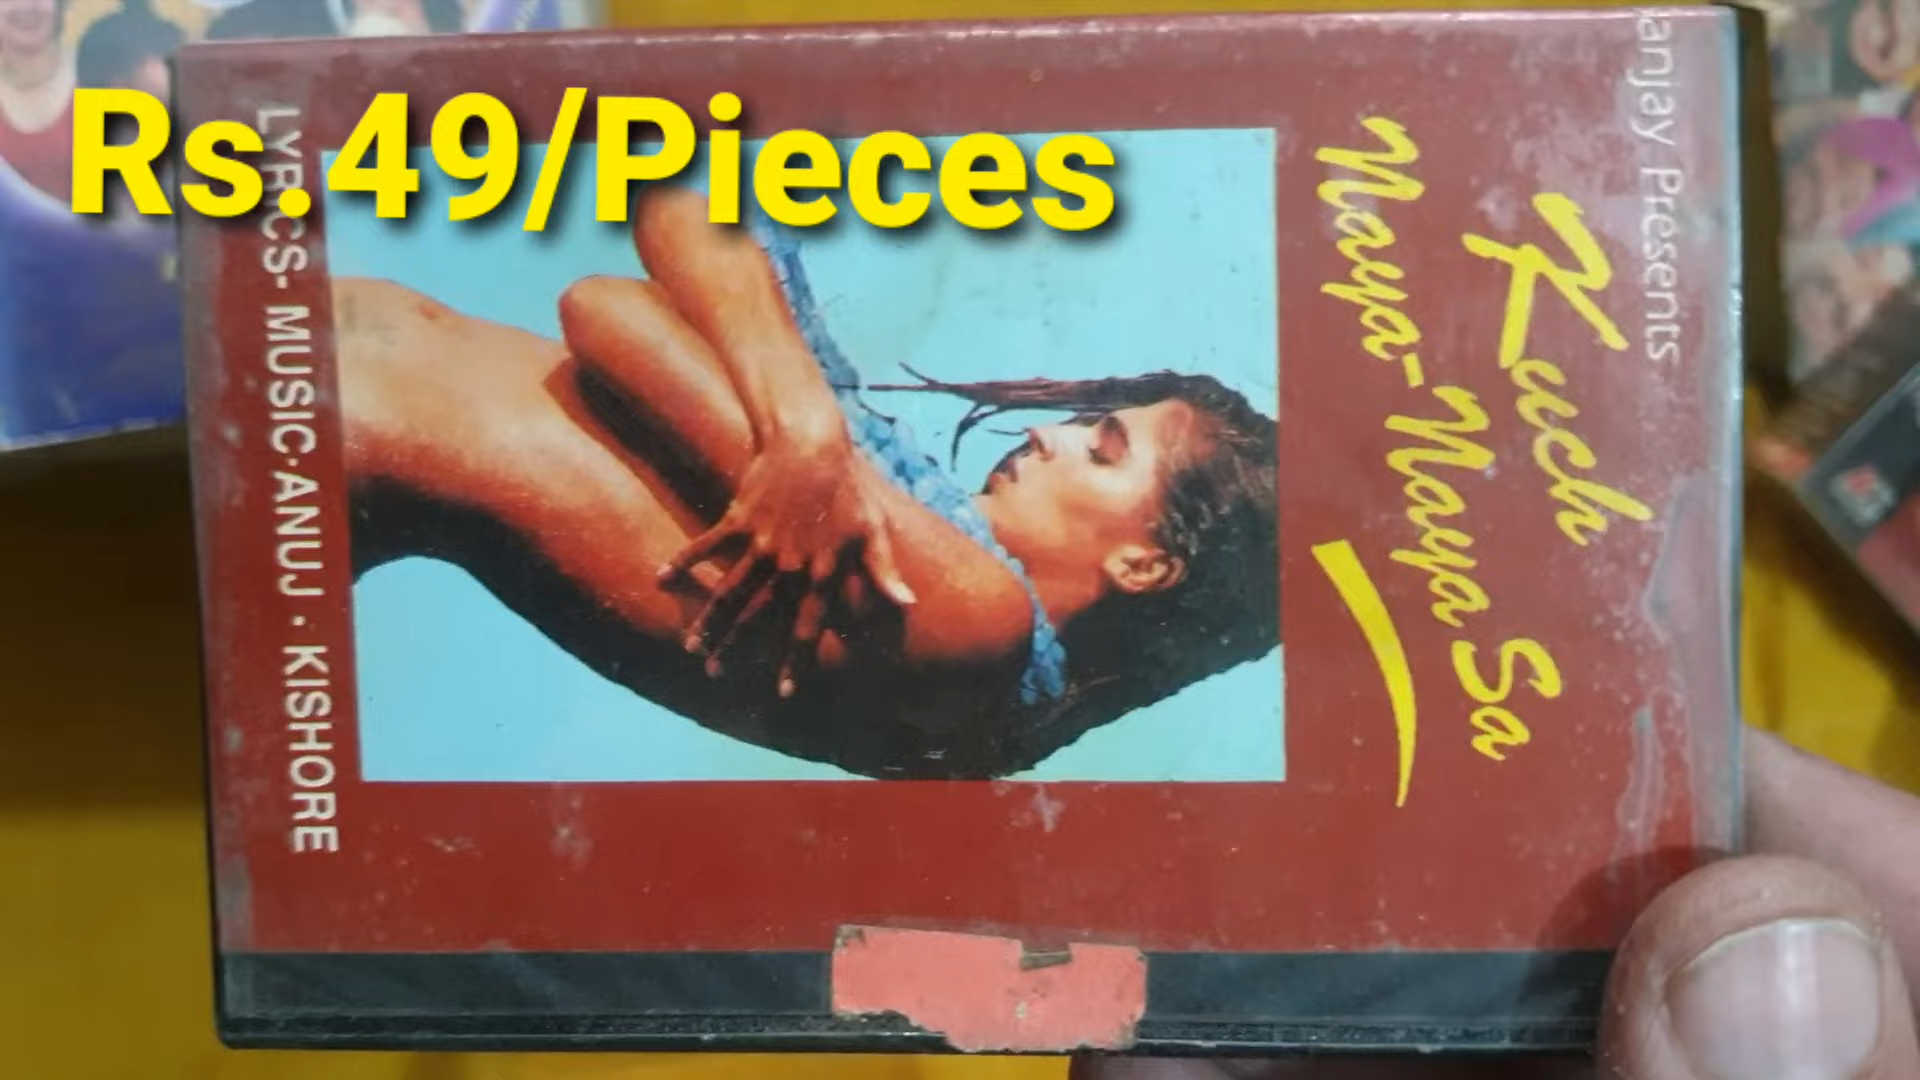 Rs.49/Pieces
anjay Presents
Kuch
Naya-Naya Sa
LYRICS- MUSIC·ANUJ · KISHORE